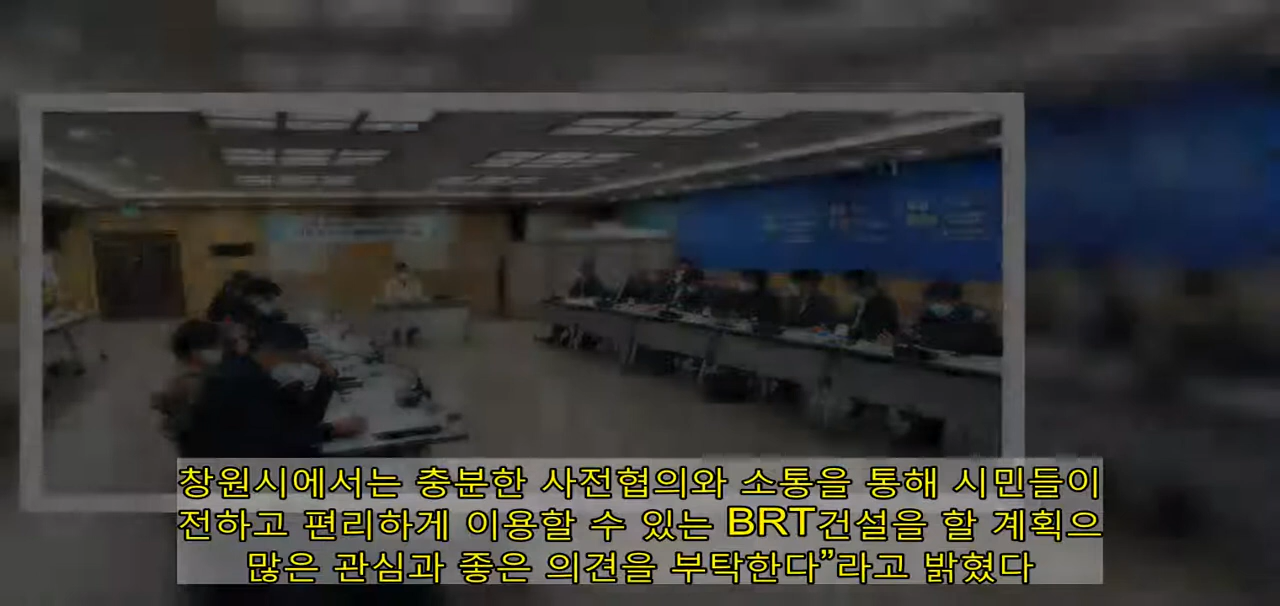 창원시에서는 충분한 사전협의와 소통을 통해 시민들이
전하고 편리하게 이용할 수 있는 BRT건설을 할 계획으
많은 관심과 좋은 의견을 부탁한다”라고 밝혔다